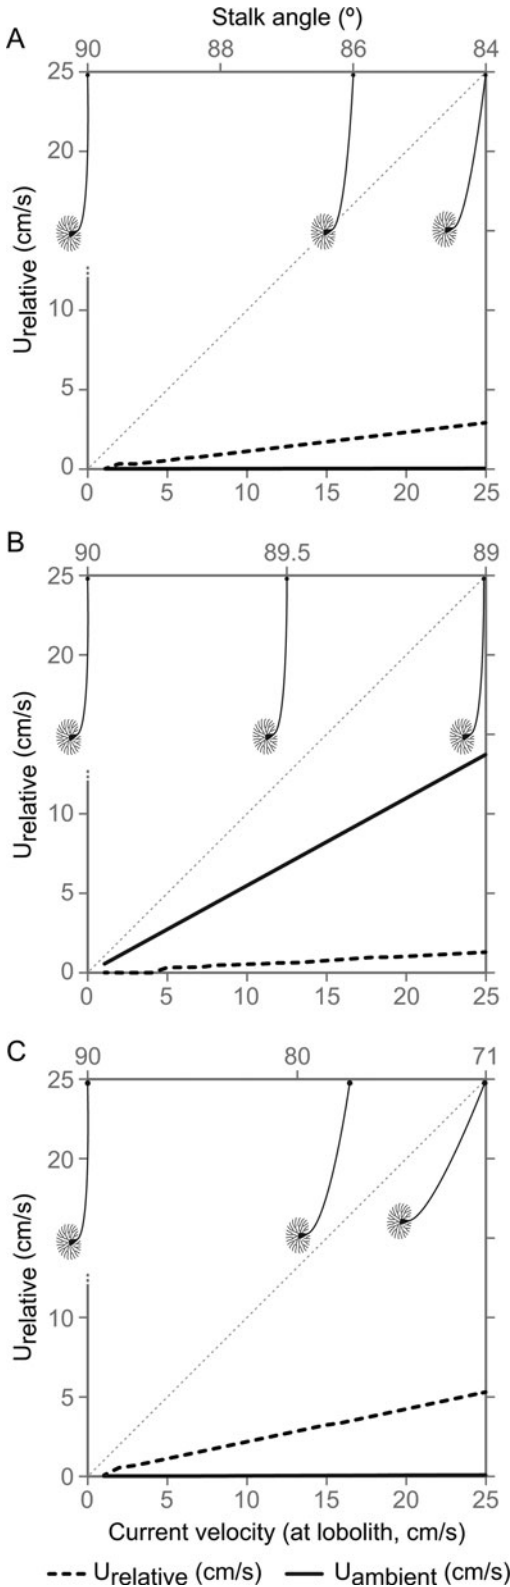 Stalk angle (º)
A
90 88 86 84
25
20
10
5
0
Urelative (cm/s)
0 5 10 15 20 25
B
90 89.5 89
25
20
10
5
0
Urelative (cm/s)
0 5 10 15 20 25
C
90 80 71
25
20
10
5
0
Urelative (cm/s)
0 5 10 15 20 25
Current velocity (at lobolith, cm/s)
Urelative (cm/s) Uambient (cm/s)